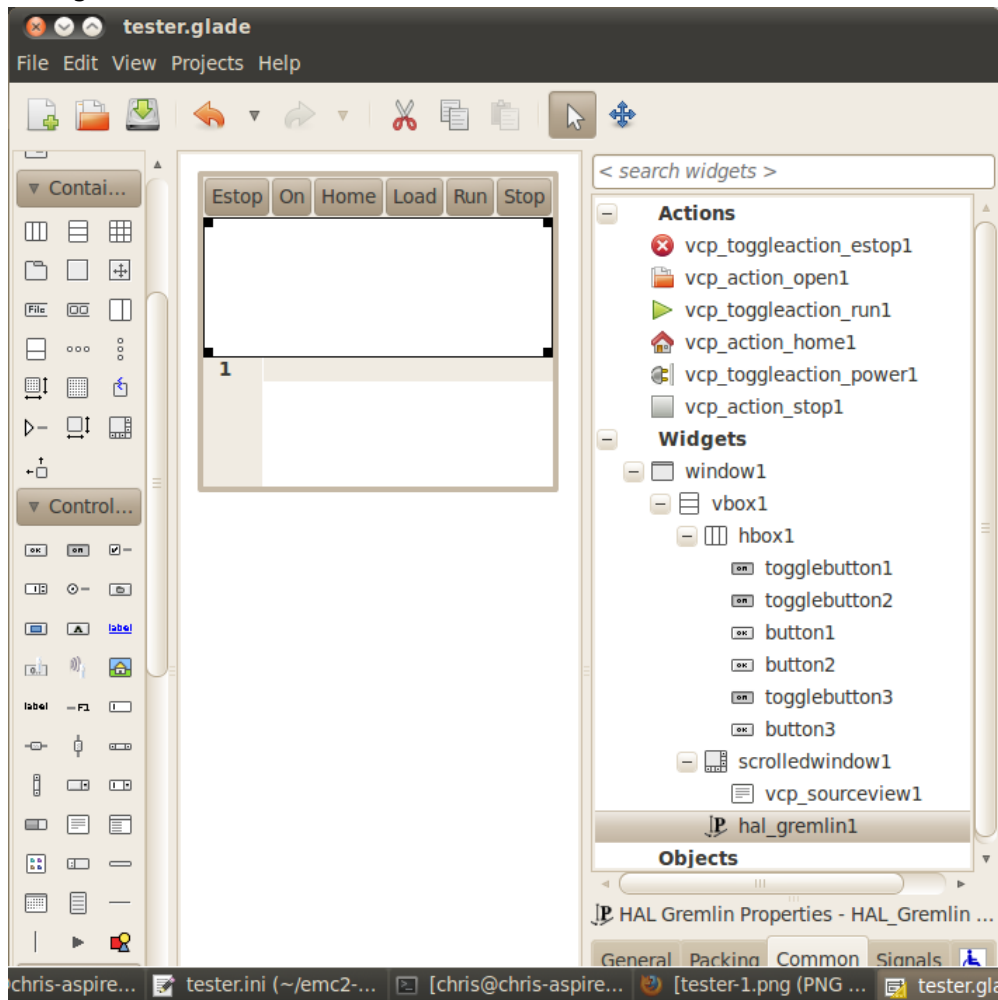 tester.glade
File Edit View Projects Help
< search widgets >
Contai...
Estop On Home Load Run Stop
1
Control...
Actions
vcp_toggleaction_estop1
vcp_action_open1
vcp_toggleaction_run1
vcp_action_home1
vcp_toggleaction_power1
vcp_action_stop1
Widgets
window1
vbox1
hbox1
togglebutton1
togglebutton2
button1
button2
togglebutton3
button3
scrolledwindow1
vcp_sourceview1
hal_gremlin1
Objects
HAL Gremlin Properties - HAL_Gremlin ...
General Packing Common Signals
chris-aspire... tester.ini (~/emc2-... [chris@chris-aspire... [tester-1.png (PNG ... tester.gla